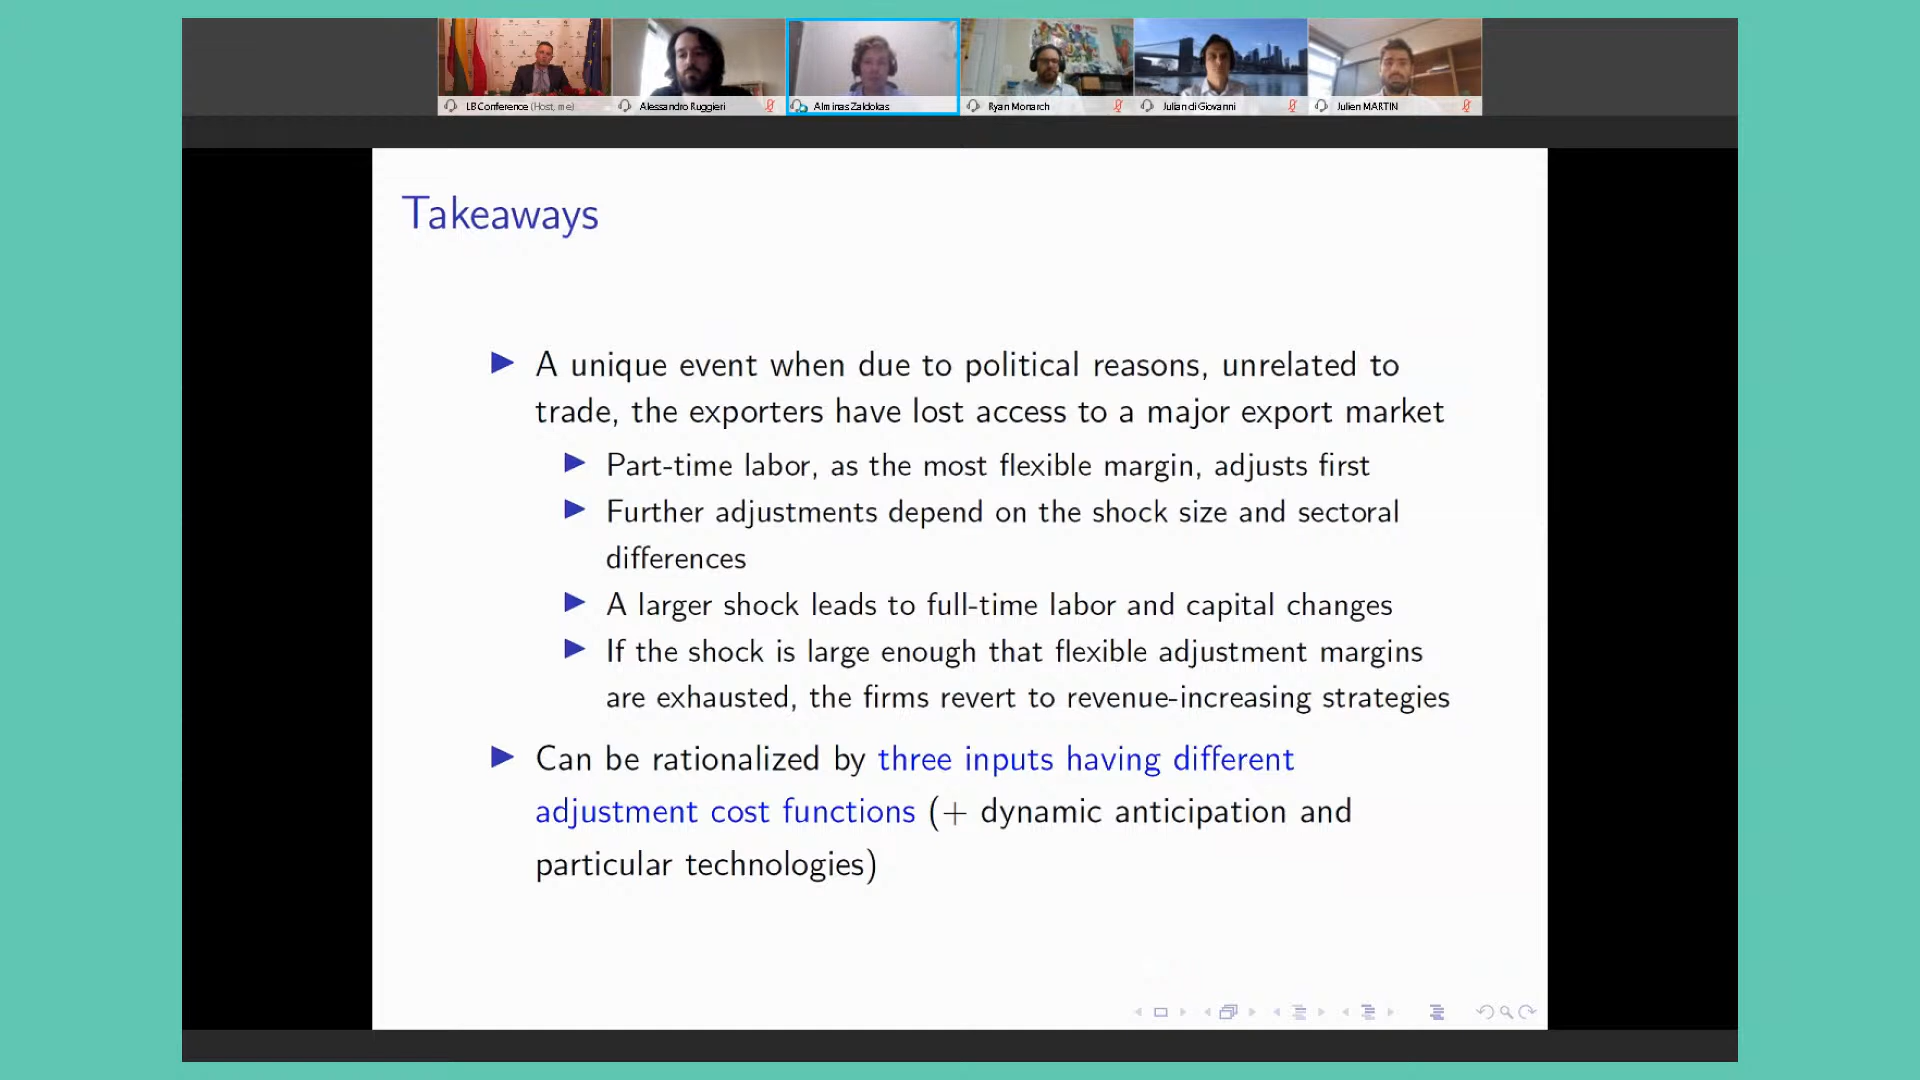 LB Conference (Host, me)
Alessandro Ruggieri
Alminas Zaldokas
Ryan Monarch
Julian di Giovanni
Julien MARTIN
Takeaways
A unique event when due to political reasons, unrelated to
trade, the exporters have lost access to a major export market
Part-time labor, as the most flexible margin, adjusts first
Further adjustments depend on the shock size and sectoral
differences
A larger shock leads to full-time labor and capital changes
If the shock is large enough that flexible adjustment margins
are exhausted, the firms revert to revenue-increasing strategies
Can be rationalized by three inputs having different
adjustment cost functions (+ dynamic anticipation and
particular technologies)